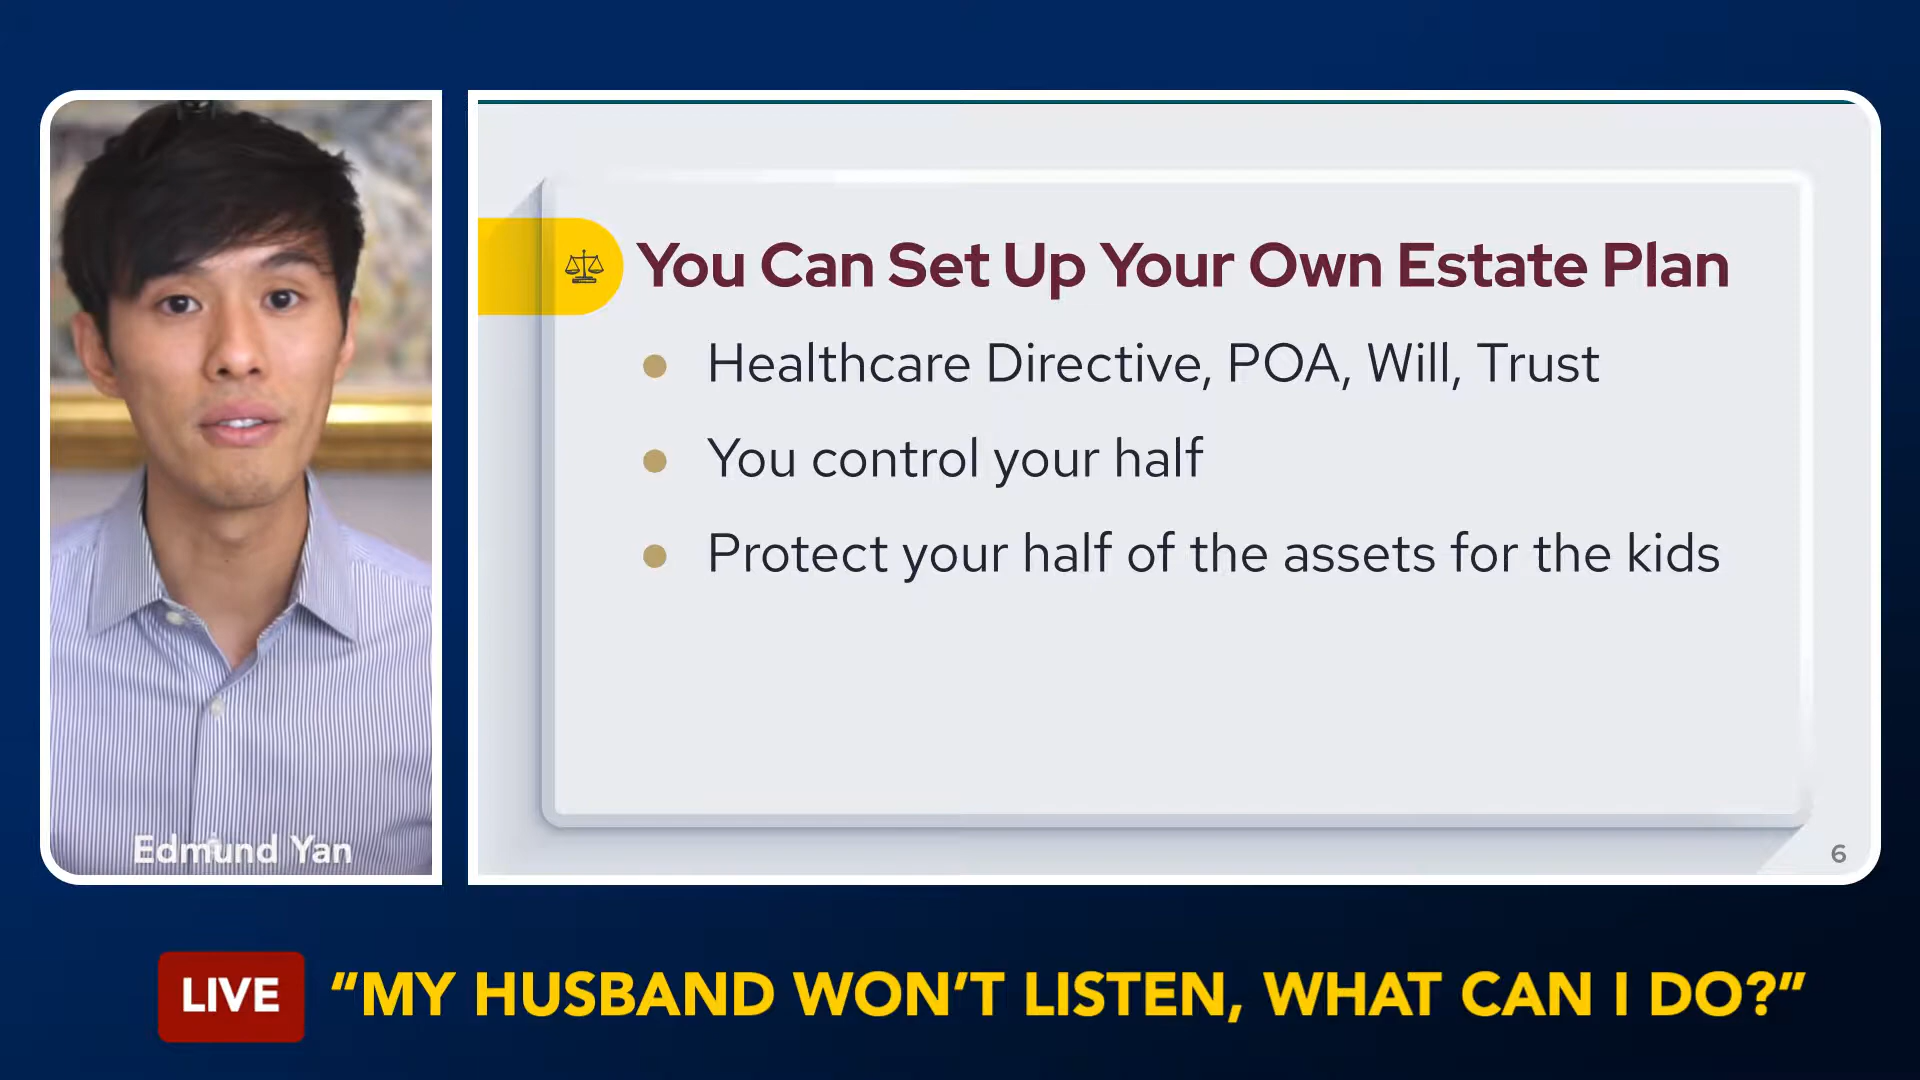 You Can Set Up Your Own Estate Plan
Healthcare Directive, POA, Will, Trust
You control your half
Protect your half of the assets for the kids
Edmund Yan
6
LIVE
“MY HUSBAND WON’T LISTEN, WHAT CAN I DO?”